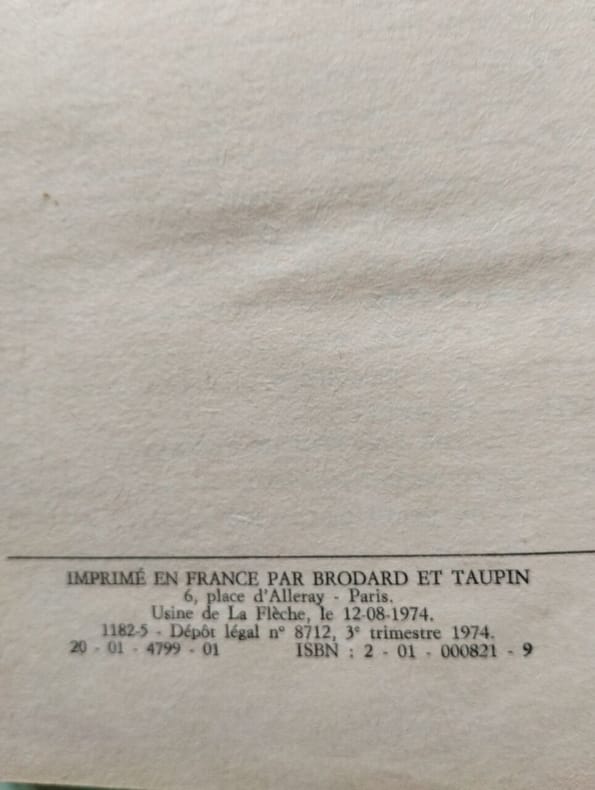 IMPRIMÉ EN FRANCE PAR BRODARD ET TAUPIN
6, place d'Alleray - Paris.
Usine de La Flèche, le 12-08-1974.
1182-5 - Dépôt légal n° 8712, 3e trimestre 1974.
20 - 01 - 4799 - 01 ISBN : 2 - 01 - 000821 - 9